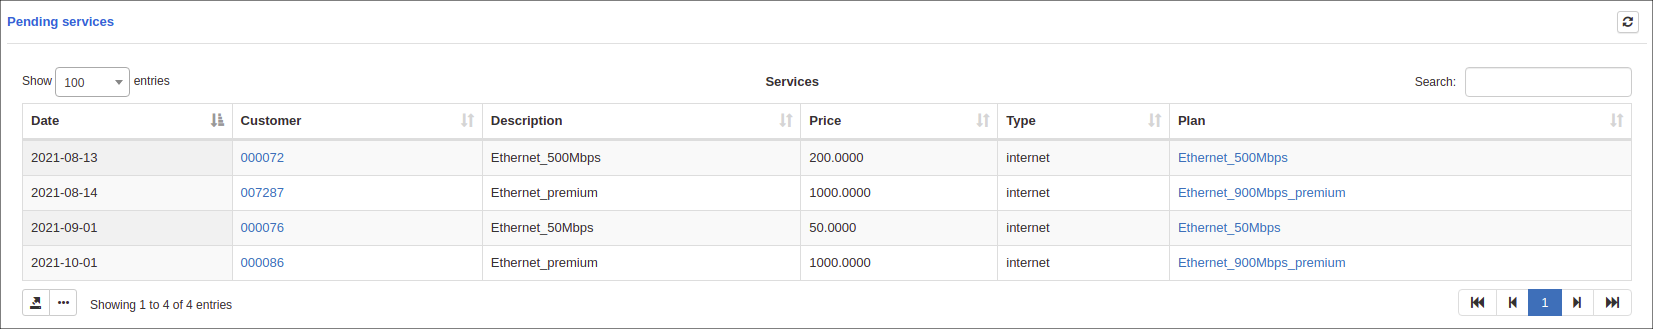 Pending services
Show 100 entries Services Search:
Date Customer Description Price Type Plan
2021-08-13 000072 Ethernet_500Mbps 200.0000 internet Ethernet_500Mbps
2021-08-14 007287 Ethernet_premium 1000.0000 internet Ethernet_900Mbps_premium
2021-09-01 000076 Ethernet_50Mbps 50.0000 internet Ethernet_50Mbps
2021-10-01 000086 Ethernet_premium 1000.0000 internet Ethernet_900Mbps_premium
Showing 1 to 4 of 4 entries 1